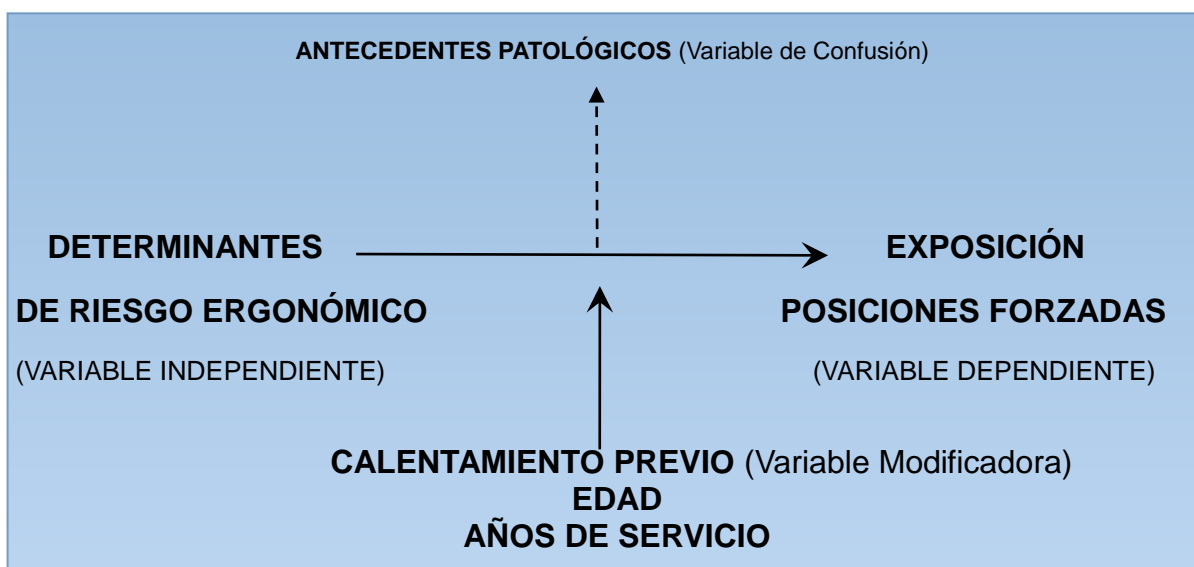 ANTECEDENTES PATOLÓGICOS (Variable de Confusión)
DETERMINANTES
DE RIESGO ERGONÓMICO
(VARIABLE INDEPENDIENTE)
EXPOSICIÓN
POSICIONES FORZADAS
(VARIABLE DEPENDIENTE)
CALENTAMIENTO PREVIO (Variable Modificadora)
EDAD
AÑOS DE SERVICIO